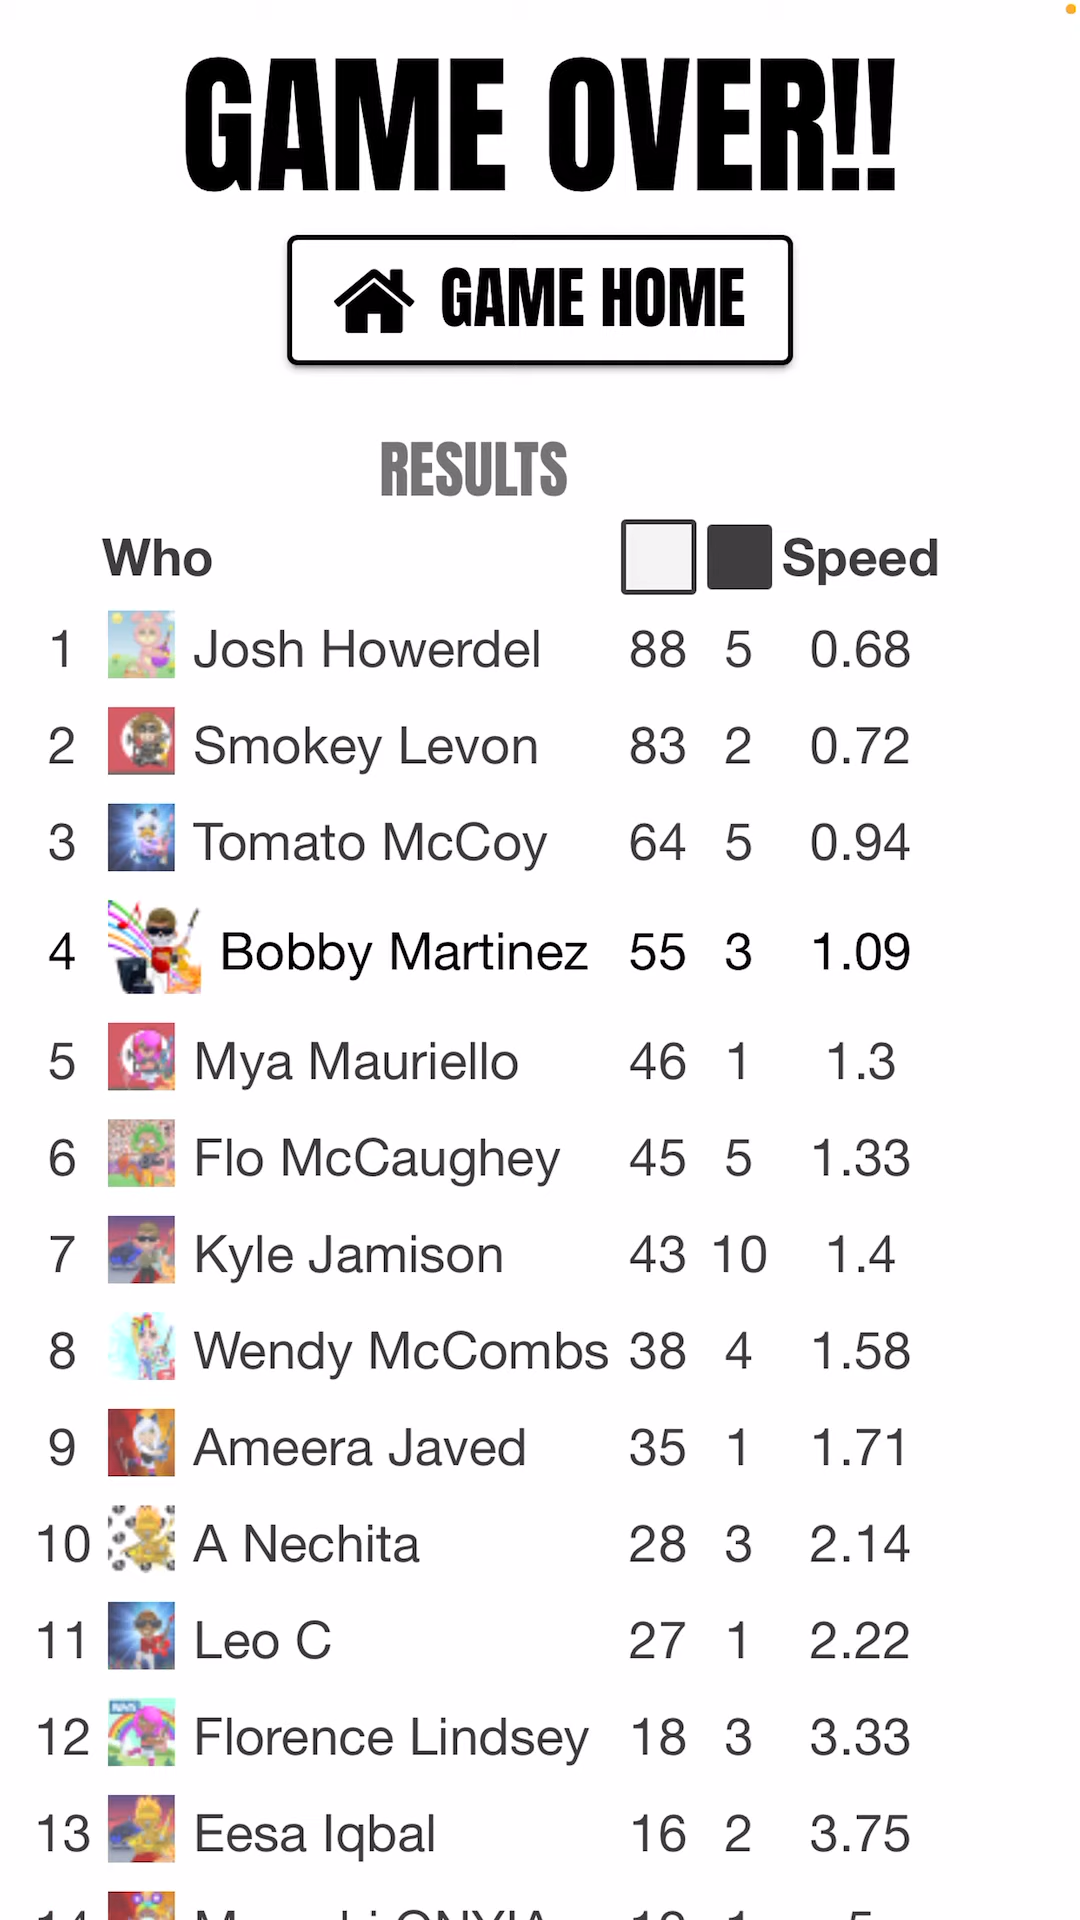 GAME OVER!!
GAME HOME
RESULTS
Who Speed
1 Josh Howerdel 88 5 0.68
2 Smokey Levon 83 2 0.72
3 Tomato McCoy 64 5 0.94
4 Bobby Martinez 55 3 1.09
5 Mya Mauriello 46 1 1.3
6 Flo McCaughey 45 5 1.33
7 Kyle Jamison 43 10 1.4
8 Wendy McCombs 38 4 1.58
9 Ameera Javed 35 1 1.71
10 A Nechita 28 3 2.14
11 Leo C 27 1 2.22
12 Florence Lindsey 18 3 3.33
13 Eesa Iqbal 16 2 3.75
14 ONYIA 1